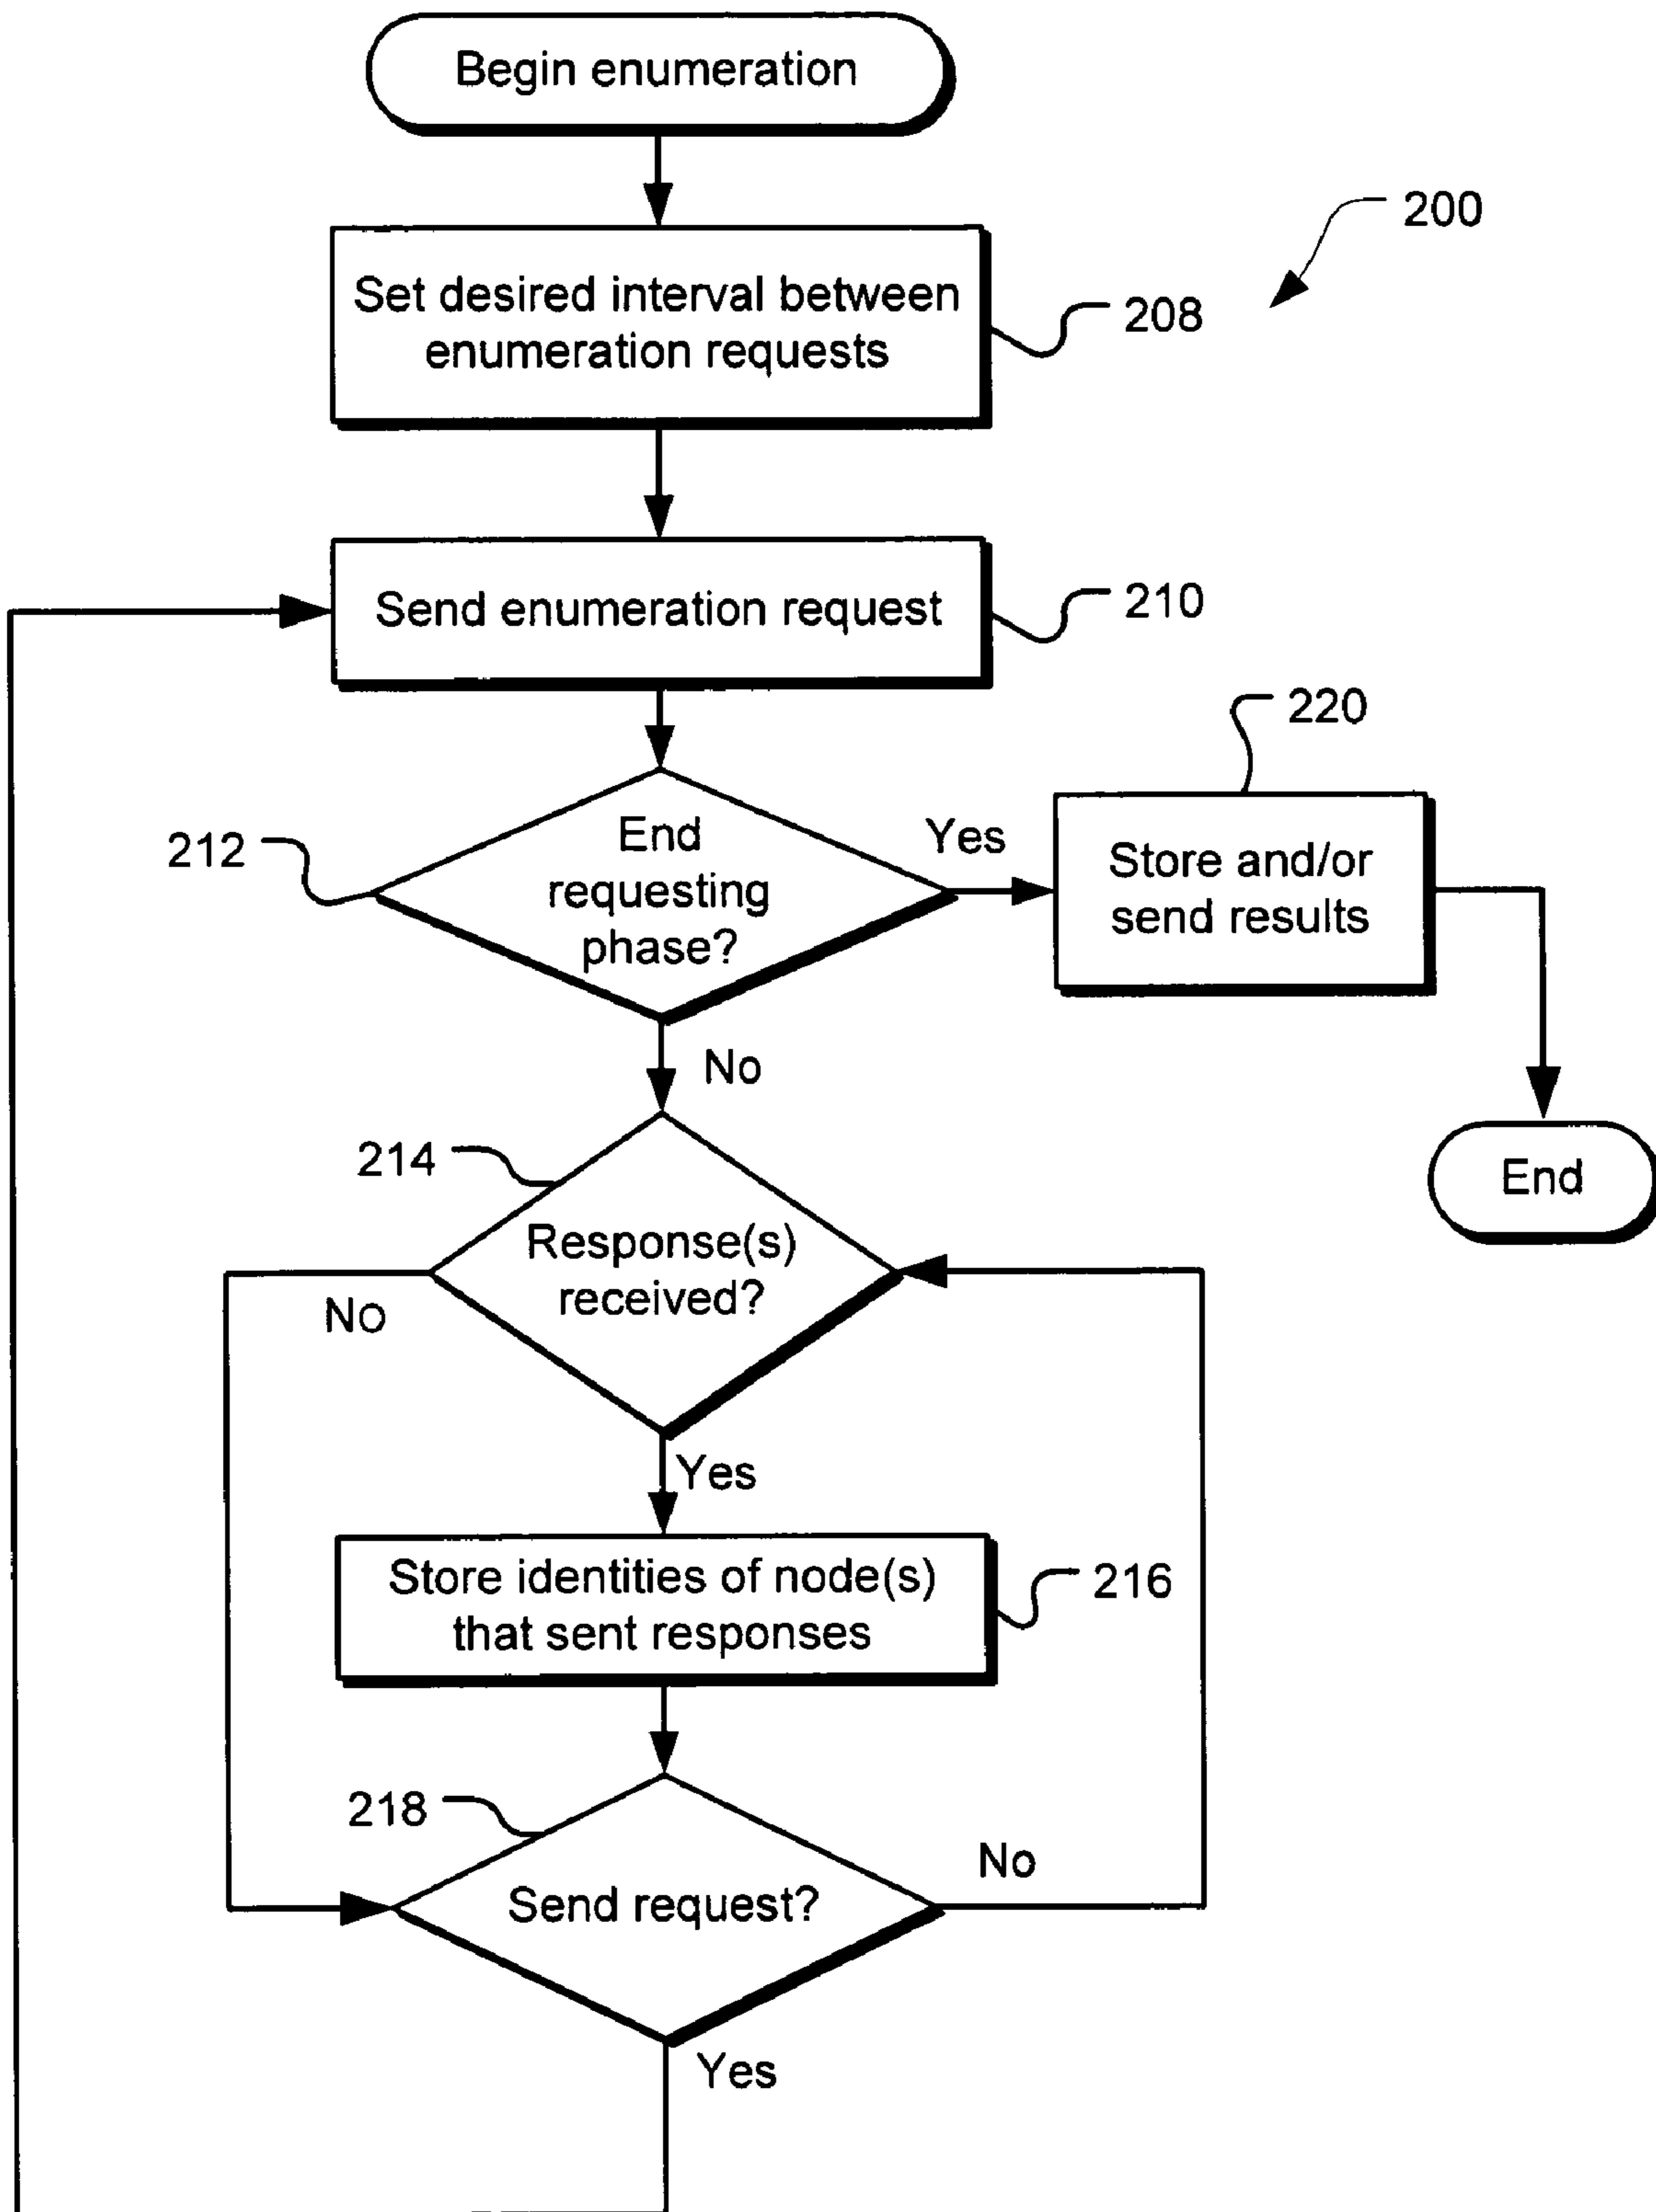 Begin enumeration
200
Set desired interval between
enumeration requests
208
Send enumeration request
210
220
212
End
requesting
phase?
Yes
Store and/or
send results
No
End
214
Response(s)
received?
No
Yes
Store identities of node(s)
that sent responses
216
218
Send request?
No
Yes